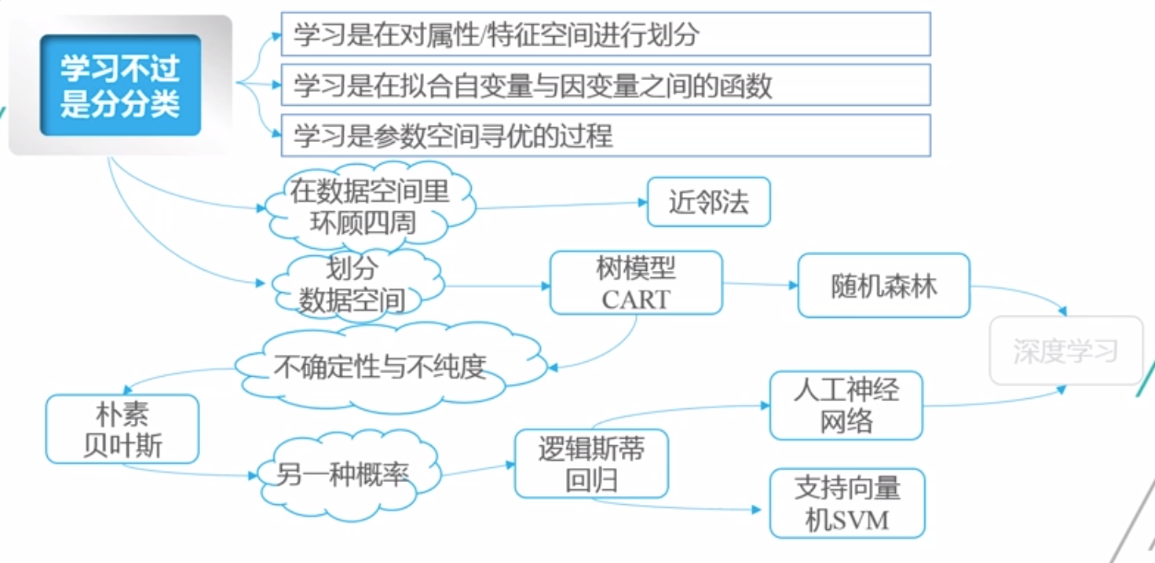 学习不过
是分分类
学习是在对属性/特征空间进行划分
学习是在拟合自变量与因变量之间的函数
学习是参数空间寻优的过程
在数据空间里
环顾四周
近邻法
划分
数据空间
树模型
CART
随机森林
深度学习
不确定性与不纯度
朴素
贝叶斯
另一种概率
逻辑斯蒂
回归
人工神经
网络
支持向量
机SVM